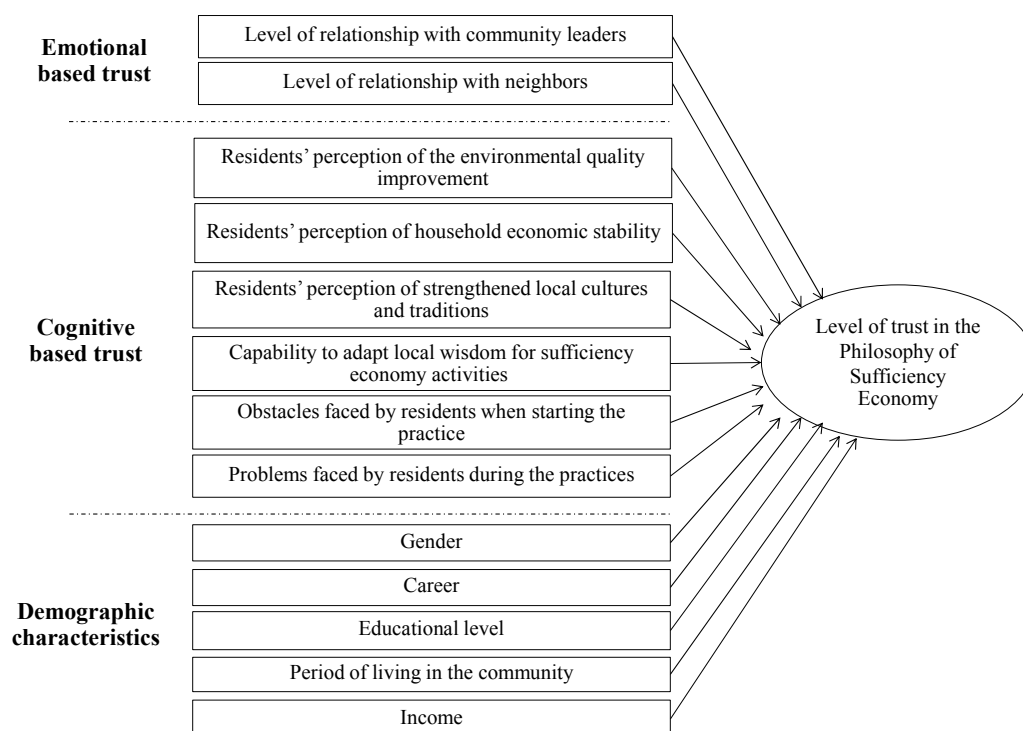 Emotional
based trust
Level of relationship with community leaders
Level of relationship with neighbors
Cognitive
based trust
Residents’ perception of the environmental quality
improvement
Residents’ perception of household economic stability
Residents’ perception of strengthened local cultures
and traditions
Capability to adapt local wisdom for sufficiency
economy activities
Obstacles faced by residents when starting the
practice
Problems faced by residents during the practices
Demographic
characteristics
Gender
Career
Educational level
Period of living in the community
Income
Level of trust in the
Philosophy of
Sufficiency
Economy